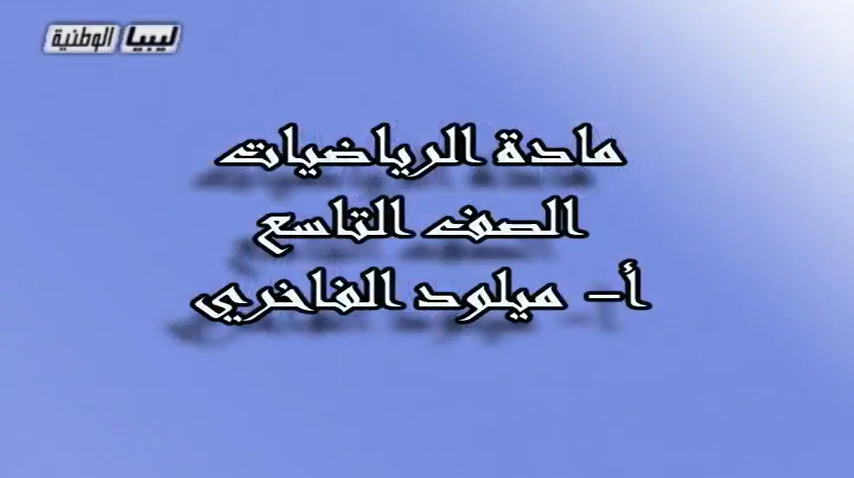 ليبيا الوطنية
مادة الرياضيات
الصف التاسع
أ- ميلود الفاخري